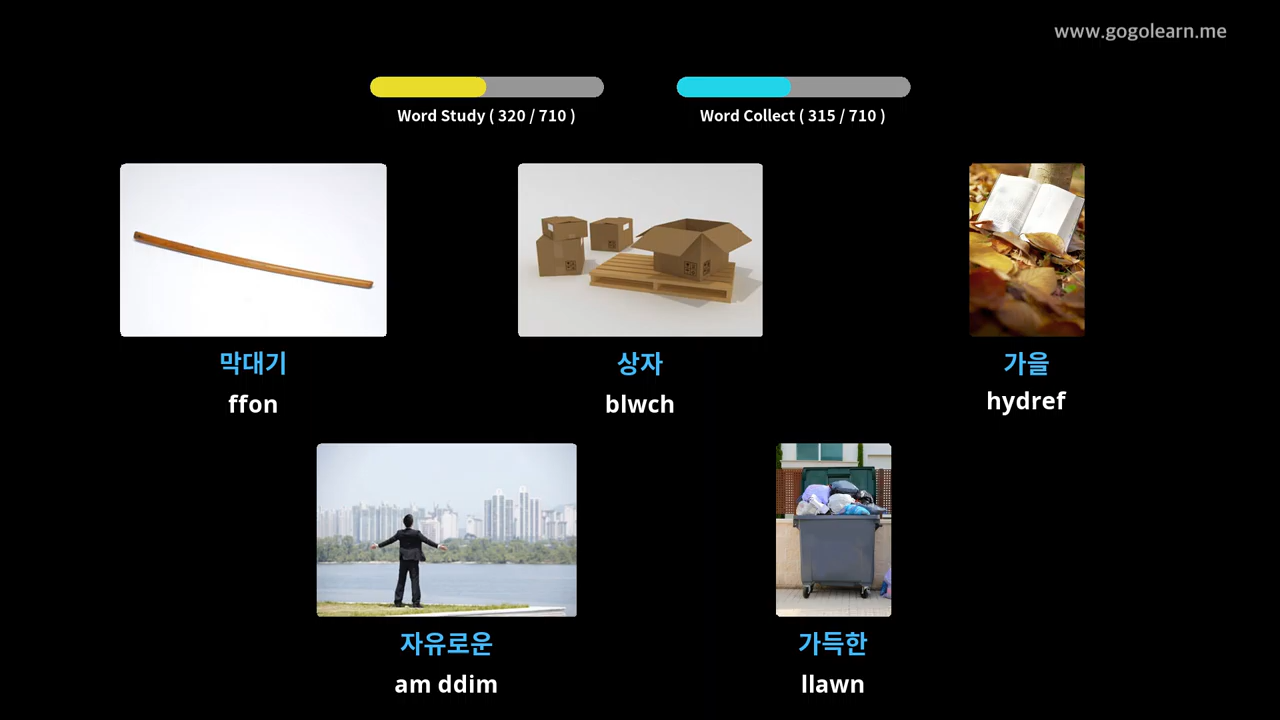 www.gogolearn.me
Word Study ( 320 / 710 )
Word Collect ( 315 / 710 )
막대기
ffon
상자
blwch
가을
hydref
자유로운
am ddim
가득한
llawn